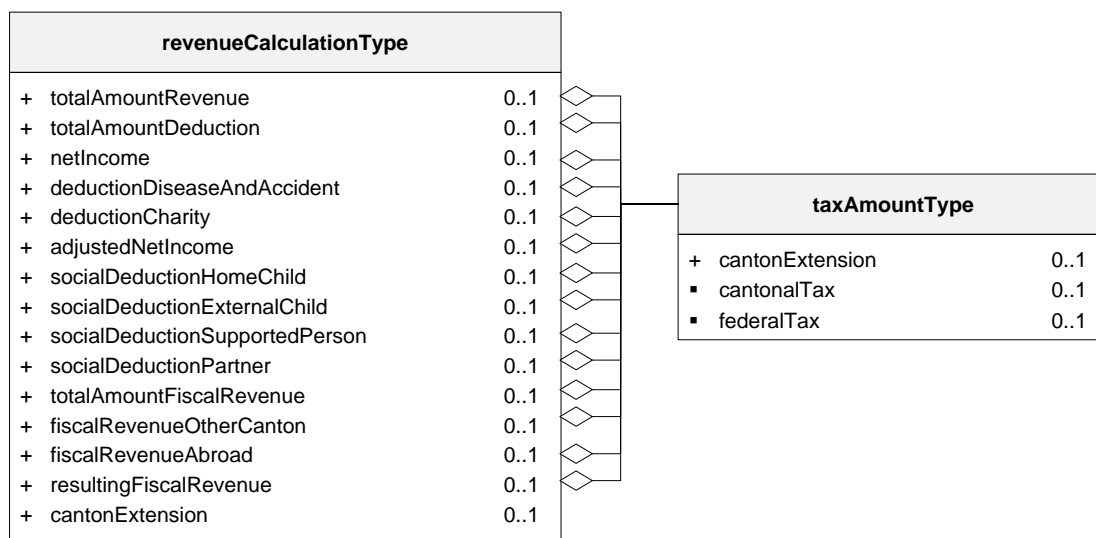 revenueCalculationType
+ totalAmountRevenue 0..1
+ totalAmountDeduction 0..1
+ netIncome 0..1
+ deductionDiseaseAndAccident 0..1
+ deductionCharity 0..1
+ adjustedNetIncome 0..1
+ socialDeductionHomeChild 0..1
+ socialDeductionExternalChild 0..1
+ socialDeductionSupportedPerson 0..1
+ socialDeductionPartner 0..1
+ totalAmountFiscalRevenue 0..1
+ fiscalRevenueOtherCanton 0..1
+ fiscalRevenueAbroad 0..1
+ resultingFiscalRevenue 0..1
+ cantonExtension 0..1
taxAmountType
+ cantonExtension 0..1
▪ cantonalTax 0..1
▪ federalTax 0..1